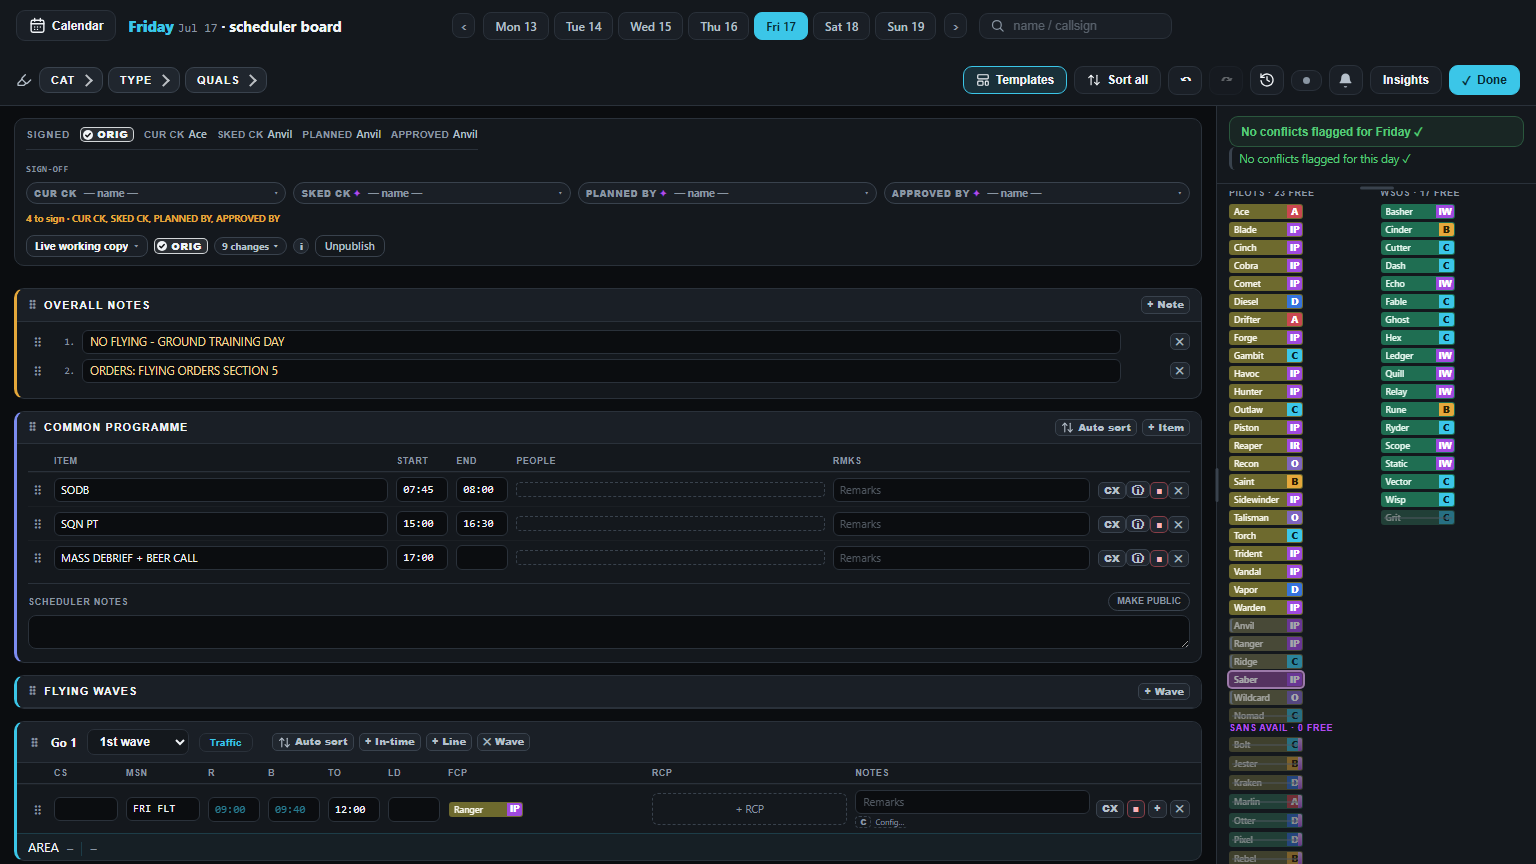 Calendar Friday Jul 17 · scheduler board ‹ Mon 13 Tue 14 Wed 15 Thu 16 Fri 17 Sat 18 Sun 19 › name / callsign
CAT TYPE QUALS Templates Sort all Insights ✓ Done
SIGNED ORIG CUR CK Ace SKED CK Anvil PLANNED Anvil APPROVED Anvil
SIGN-OFF
CUR CK — name — SKED CK ✦ — name — PLANNED BY ✦ — name — APPROVED BY ✦ — name —
4 to sign · CUR CK, SKED CK, PLANNED BY, APPROVED BY
Live working copy ORIG 9 changes i Unpublish
OVERALL NOTES + Note
1. NO FLYING - GROUND TRAINING DAY
2. ORDERS: FLYING ORDERS SECTION 5
COMMON PROGRAMME Auto sort + Item
ITEM START END PEOPLE RMKS
SODB 07:45 08:00 Remarks CX
SQN PT 15:00 16:30 Remarks CX
MASS DEBRIEF + BEER CALL 17:00 Remarks CX
SCHEDULER NOTES MAKE PUBLIC
FLYING WAVES + Wave
Go 1 1st wave Traffic Auto sort + In-time + Line ✕ Wave
CS MSN R B TO LD FCP RCP NOTES
FRI FLT 09:00 09:40 12:00 Ranger IP + RCP Remarks CX
C Config...
AREA – –
No conflicts flagged for Friday ✓
No conflicts flagged for this day ✓
PILOTS · 23 FREE
Ace A
Blade IP
Cinch IP
Cobra IP
Comet IP
Diesel D
Drifter A
Forge IP
Gambit C
Havoc IP
Hunter IP
Outlaw C
Piston IP
Reaper IR
Recon O
Saint B
Sidewinder IP
Talisman O
Torch C
Trident IP
Vandal IP
Vapor D
Warden IP
Anvil IP
Ranger IP
Ridge C
Saber IP
Wildcard O
Nomad C
SANS AVAIL · 0 FREE
Bolt C
Jester B
Kraken D
Marlin A
Otter D
Pixel D
Rebel B
WSOS · 17 FREE
Basher IW
Cinder B
Cutter C
Dash C
Echo IW
Fable C
Ghost C
Hex C
Ledger IW
Quill IW
Relay IW
Rune B
Ryder C
Scope IW
Static IW
Vector C
Wisp C
Grit C